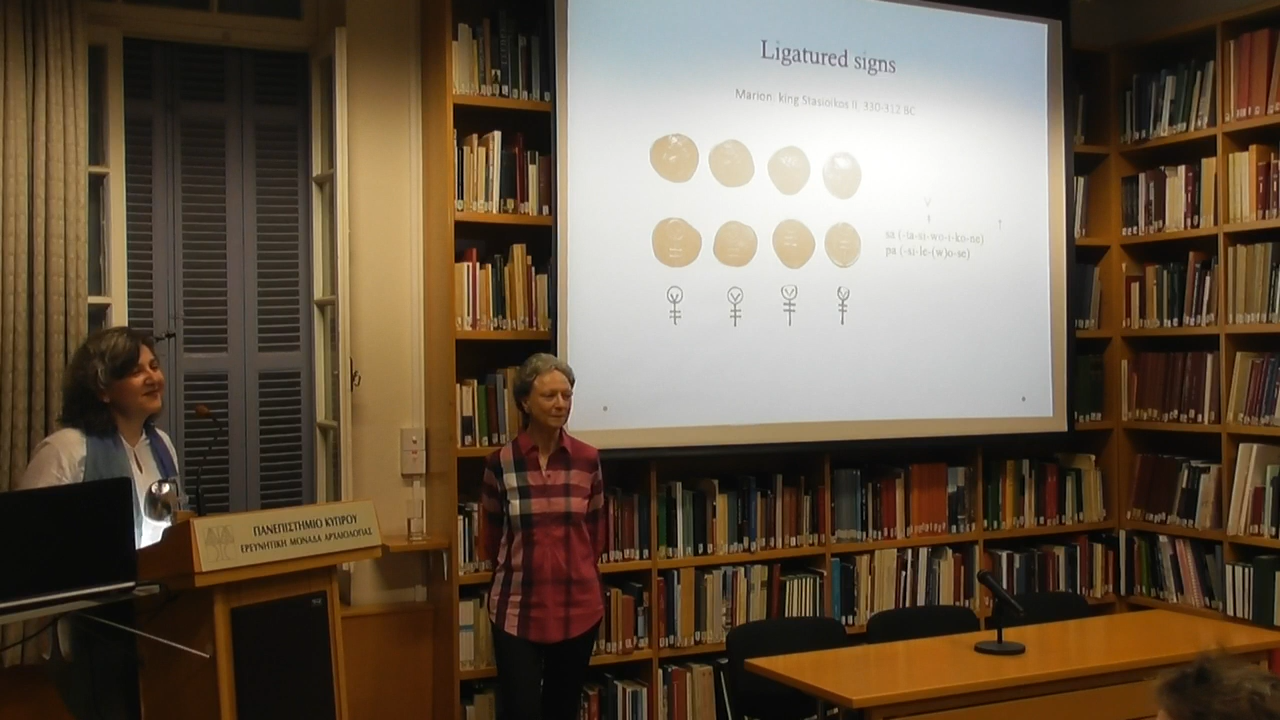 Ligatured signs
Marion: king Stasioikos II, 330-312 BC
sa (-ta-si-wo-i-ko-ne)
pa (-si-le-(w)o-se)
ΠΑΝΕΠΙΣΤΗΜΙΟ ΚΥΠΡΟΥ
ΕΡΕΥΝΗΤΙΚΗ ΜΟΝΑΔΑ ΑΡΧΑΙΟΛΟΓΙΑΣ